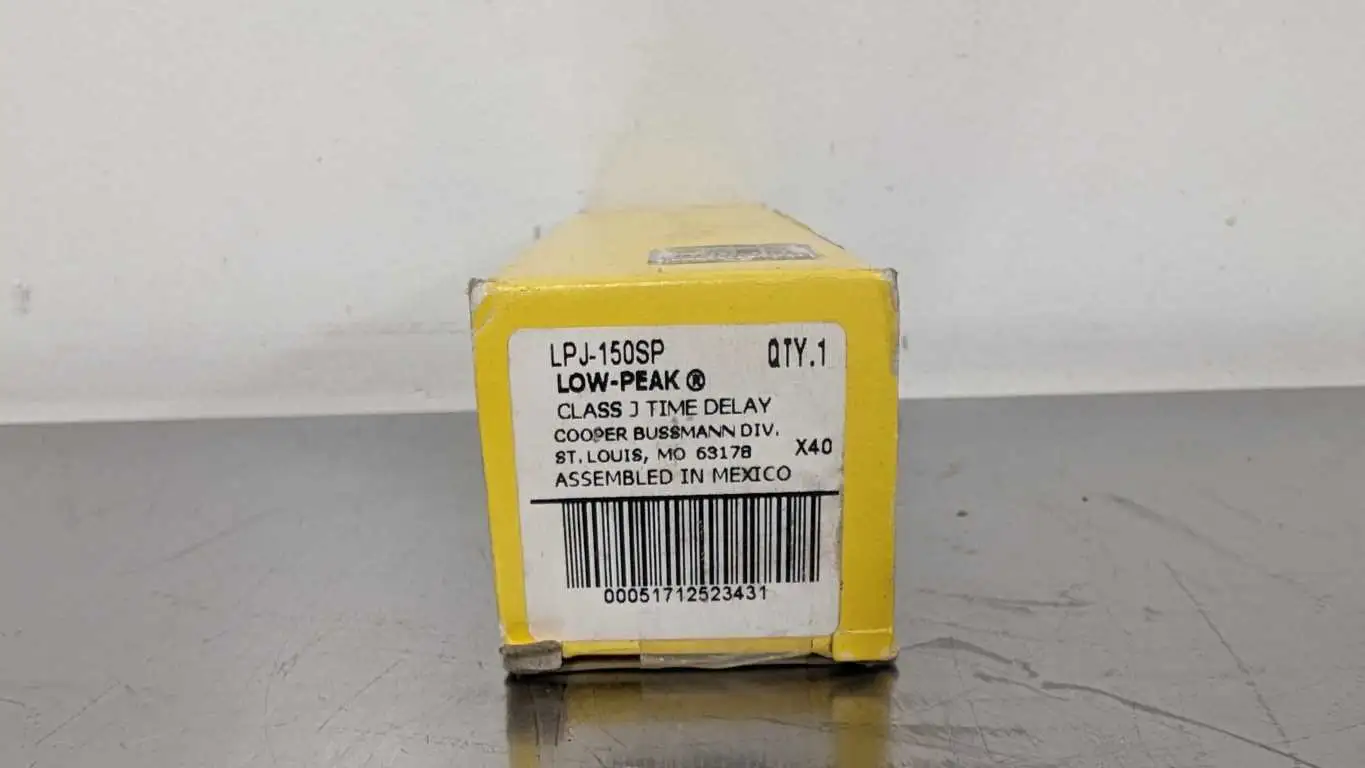 LPJ-150SP QTY.1
LOW-PEAK ®
CLASS J TIME DELAY
COOPER BUSSMANN DIV.
ST. LOUIS, MO 63178 X40
ASSEMBLED IN MEXICO
00051712523431